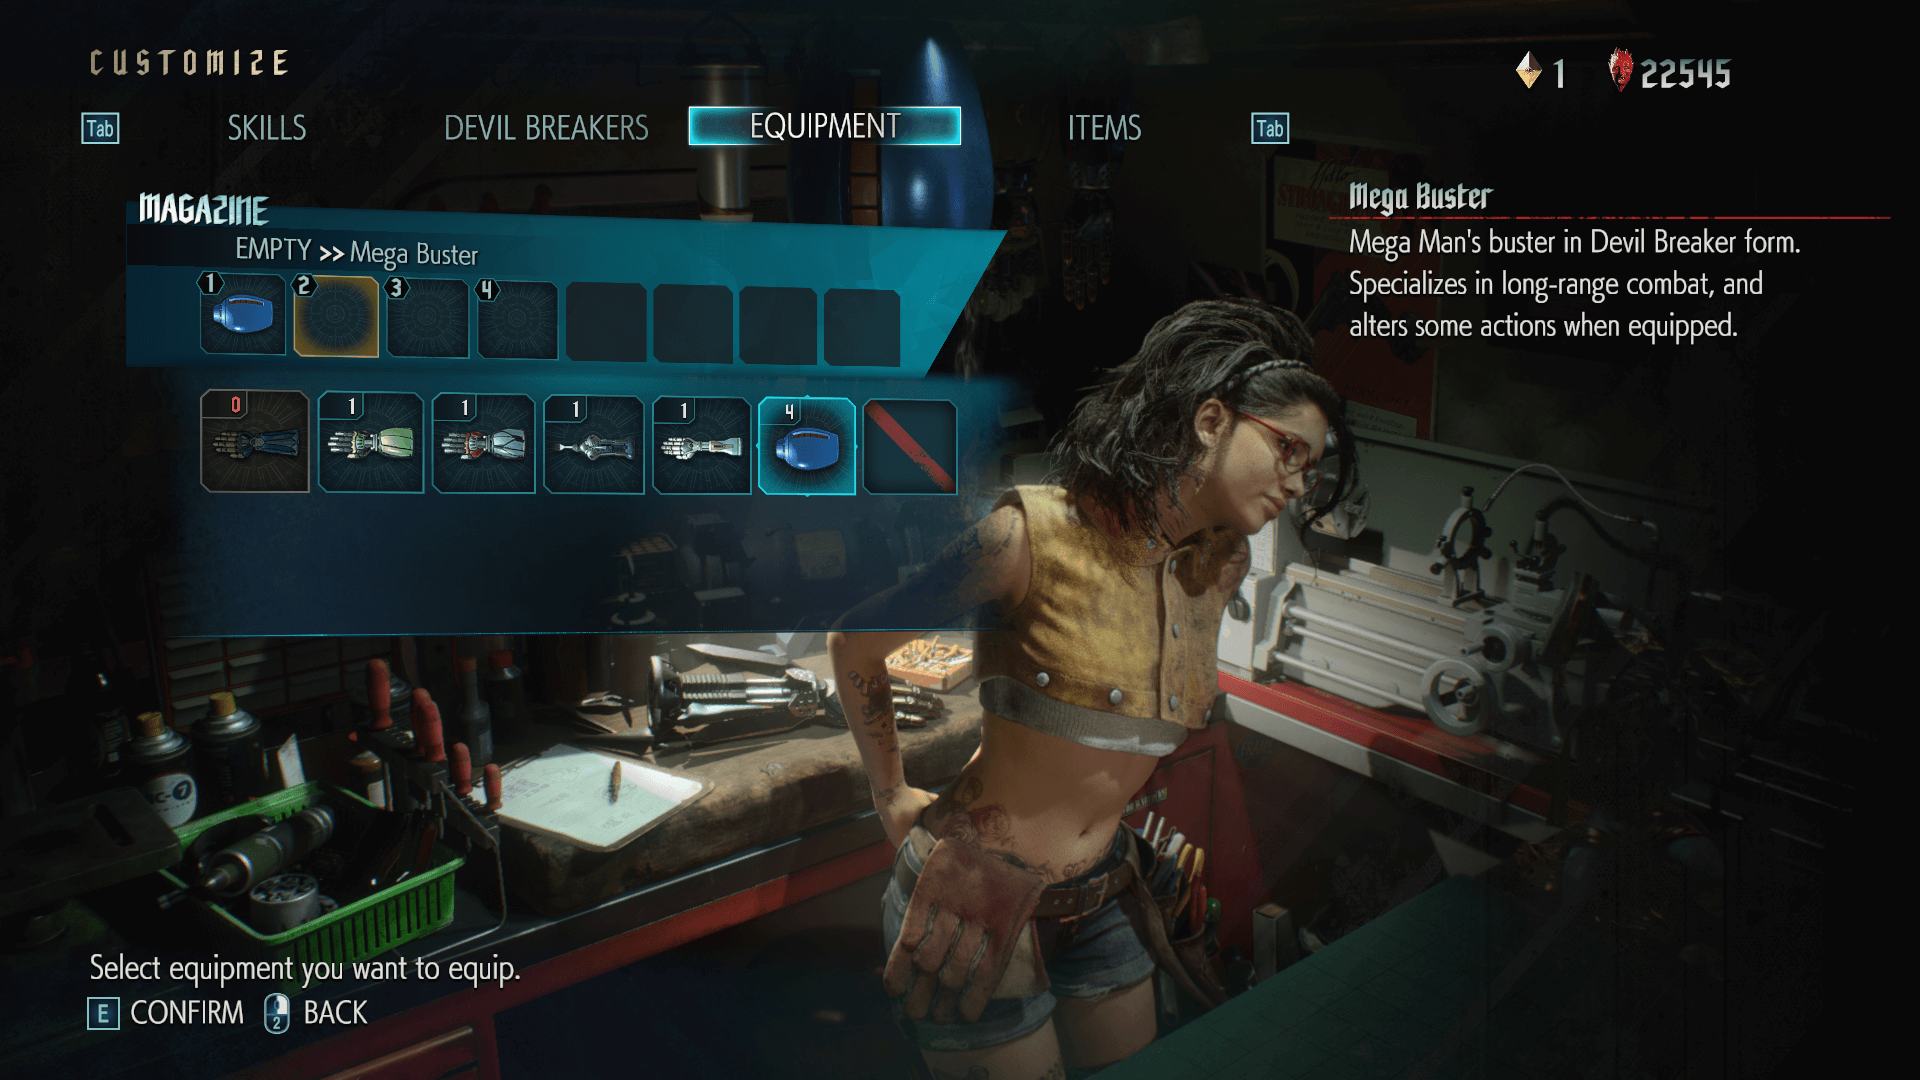 CUSTOMIZE
1 22545
Tab SKILLS DEVIL BREAKERS EQUIPMENT ITEMS Tab
MAGAZINE
EMPTY >> Mega Buster
1 2 3 4
0 1 1 1 1 4
Mega Buster
Mega Man's buster in Devil Breaker form.
Specializes in long-range combat, and
alters some actions when equipped.
Select equipment you want to equip.
E CONFIRM 2 BACK